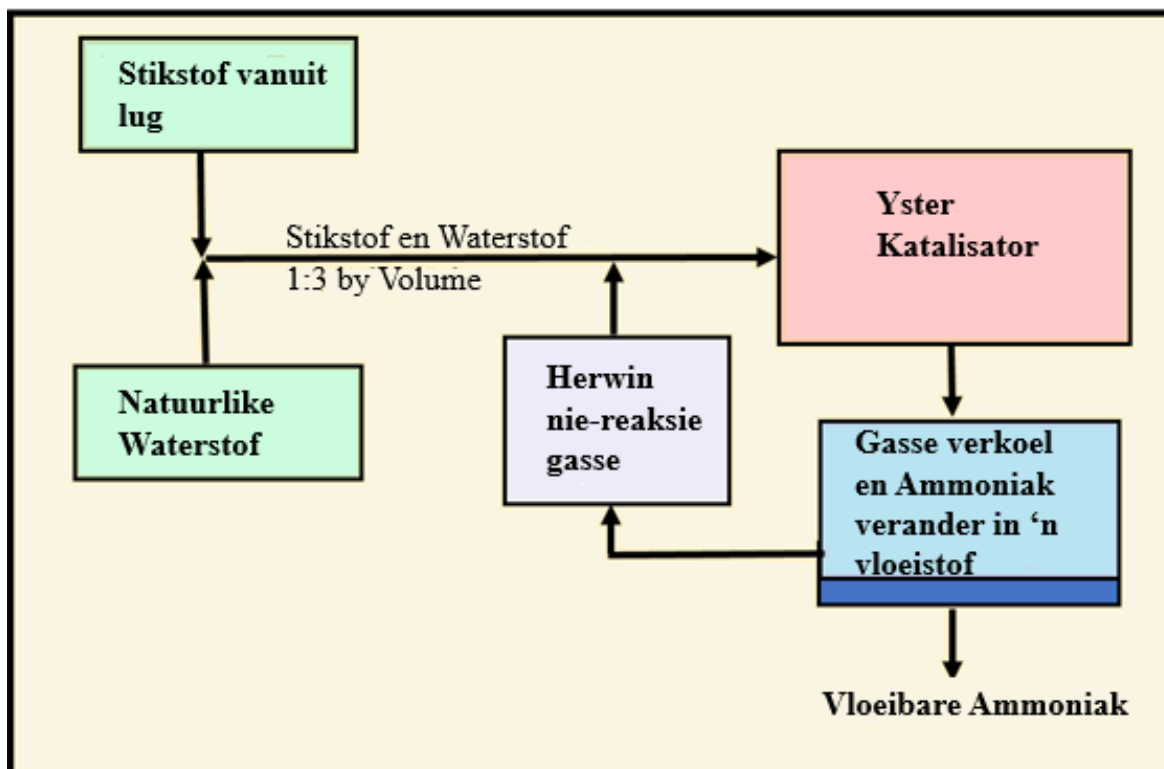 Stikstof vanuit
lug
Stikstof en Waterstof
1:3 by Volume
Natuurlike
Waterstof
Yster
Katalisator
Herwin
nie-reaksie
gasse
Gasse verkoel
en Ammoniak
verander in ‘n
vloeistof
Vloeibare Ammoniak